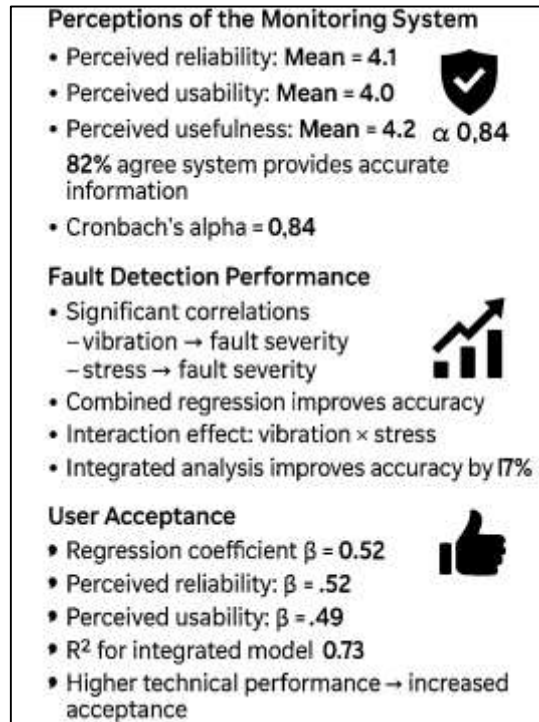 Perceptions of the Monitoring System
• Perceived reliability: Mean = 4.1
• Perceived usability: Mean = 4.0
• Perceived usefulness: Mean = 4.2
α 0,84
82% agree system provides accurate
information
• Cronbach's alpha = 0,84
Fault Detection Performance
• Significant correlations
– vibration → fault severity
– stress → fault severity
• Combined regression improves accuracy
• Interaction effect: vibration × stress
• Integrated analysis improves accuracy by I7%
User Acceptance
• Regression coefficient β = 0.52
• Perceived reliability: β = .52
• Perceived usability: β = .49
• R² for integrated model 0.73
• Higher technical performance → increased
acceptance